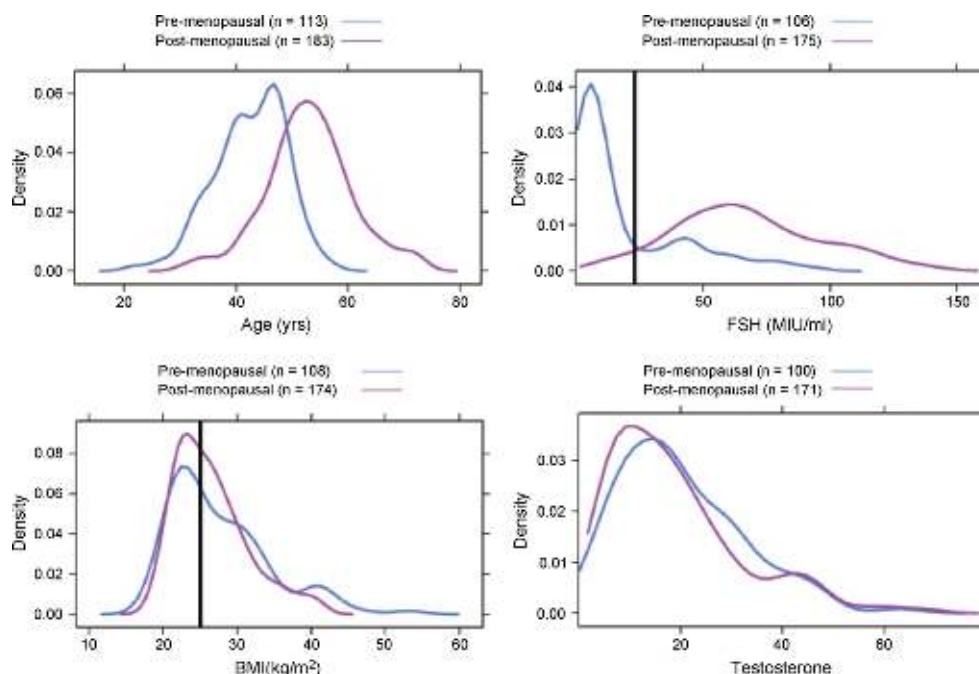 Pre-menopausal (n = 113)
Post-menopausal (n = 183)
0.06
0.04
0.02
0.00
Density
20 40 60 80
Age (yrs)
Pre-menopausal (n = 106)
Post-menopausal (n = 175)
0.04
0.03
0.02
0.01
0.00
Density
50 100 150
FSH (MIU/ml)
Pre-menopausal (n = 108)
Post-menopausal (n = 174)
0.08
0.06
0.04
0.02
0.00
Density
10 20 30 40 50 60
BMI(kg/m²)
Pre-menopausal (n = 100)
Post-menopausal (n = 171)
0.03
0.02
0.01
0.00
Density
20 40 60
Testosterone